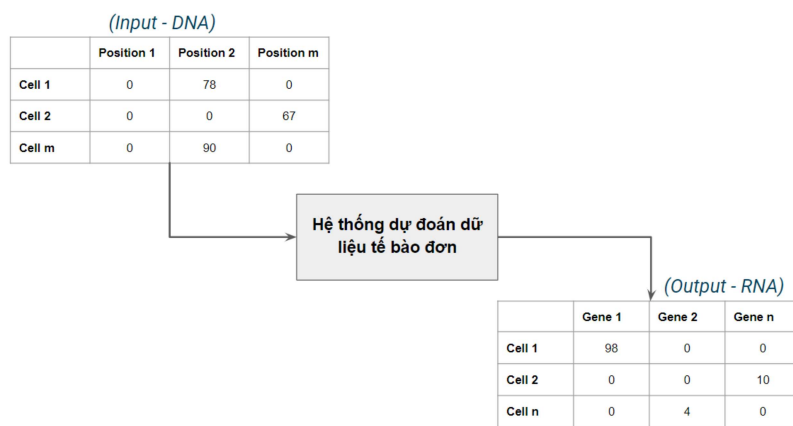 (Input - DNA)
Position 1 Position 2 Position m
Cell 1 0 78 0
Cell 2 0 0 67
Cell m 0 90 0
Hệ thống dự đoán dữ
liệu tế bào đơn
(Output - RNA)
Gene 1 Gene 2 Gene n
Cell 1 98 0 0
Cell 2 0 0 10
Cell n 0 4 0